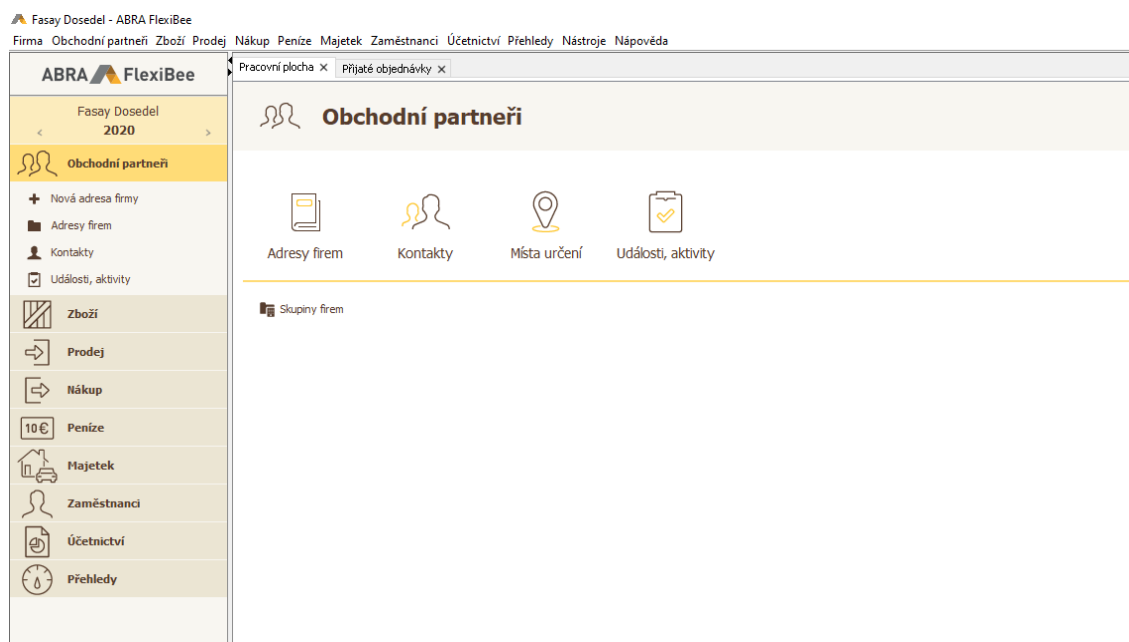 Fasay Dosedel - ABRA FlexiBee
Firma Obchodní partneři Zboží Prodej Nákup Peníze Majetek Zaměstnanci Účetnictví Přehledy Nástroje Nápověda
ABRA FlexiBee
Fasay Dosedel
< 2020 >
Obchodní partneři
Nová adresa firmy
Adresy firem
Kontakty
Události, aktivity
Zboží
Prodej
Nákup
10€ Peníze
Majetek
Zaměstnanci
Účetnictví
Přehledy
Pracovní plocha × Přijaté objednávky ×
Obchodní partneři
Adresy firem Kontakty Místa určení Události, aktivity
Skupiny firem